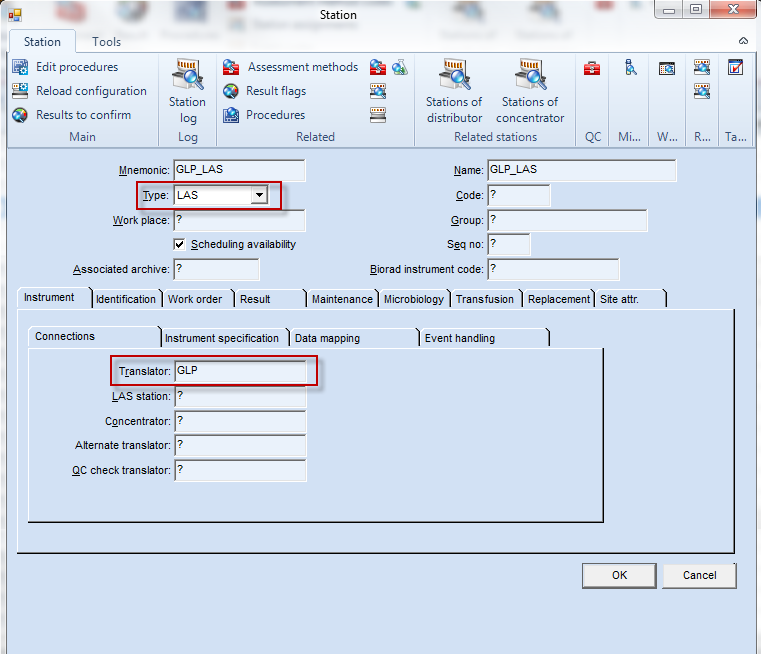 Station
Station Tools
Edit procedures
Reload configuration
Results to confirm
Main
Station
log
Log
Assessment methods
Result flags
Procedures
Related
Stations of
distributor
Stations of
concentrator
Related stations
QC
Mi...
W...
R...
Ta...
Mnemonic: GLP_LAS
Name: GLP_LAS
Type: LAS
Code: ?
Work place: ?
Group: ?
Scheduling availability
Seq no: ?
Associated archive: ?
Biorad instrument code: ?
Instrument Identification Work order Result Maintenance Microbiology Transfusion Replacement Site attr.
Connections Instrument specification Data mapping Event handling
Translator: GLP
LAS station: ?
Concentrator: ?
Alternate translator: ?
QC check translator: ?
OK Cancel